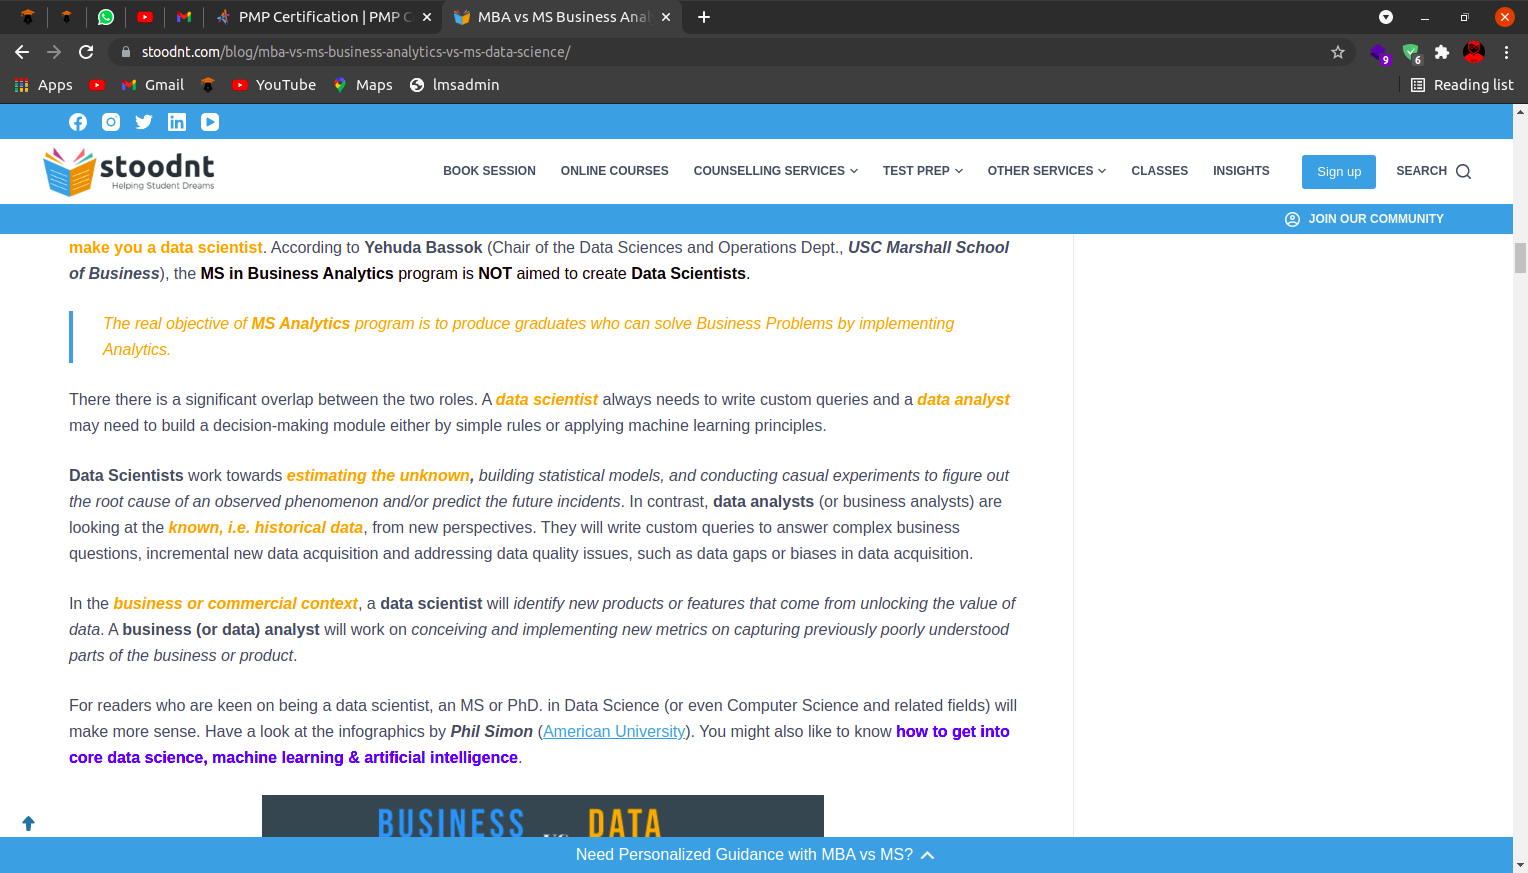 PMP Certification | PMP C
MBA vs MS Business Anal
stoodnt.com/blog/mba-vs-ms-business-analytics-vs-ms-data-science/
9
6
Apps
Gmail
YouTube
Maps
lmsadmin
Reading list
stoodnt
Helping Student Dreams
BOOK SESSION
ONLINE COURSES
COUNSELLING SERVICES
TEST PREP
OTHER SERVICES
CLASSES
INSIGHTS
Sign up
SEARCH
JOIN OUR COMMUNITY
make you a data scientist. According to Yehuda Bassok (Chair of the Data Sciences and Operations Dept., USC Marshall School
of Business), the MS in Business Analytics program is NOT aimed to create Data Scientists.
The real objective of MS Analytics program is to produce graduates who can solve Business Problems by implementing
Analytics.
There there is a significant overlap between the two roles. A data scientist always needs to write custom queries and a data analyst
may need to build a decision-making module either by simple rules or applying machine learning principles.
Data Scientists work towards estimating the unknown, building statistical models, and conducting casual experiments to figure out
the root cause of an observed phenomenon and/or predict the future incidents. In contrast, data analysts (or business analysts) are
looking at the known, i.e. historical data, from new perspectives. They will write custom queries to answer complex business
questions, incremental new data acquisition and addressing data quality issues, such as data gaps or biases in data acquisition.
In the business or commercial context, a data scientist will identify new products or features that come from unlocking the value of
data. A business (or data) analyst will work on conceiving and implementing new metrics on capturing previously poorly understood
parts of the business or product.
For readers who are keen on being a data scientist, an MS or PhD. in Data Science (or even Computer Science and related fields) will
make more sense. Have a look at the infographics by Phil Simon (American University). You might also like to know how to get into
core data science, machine learning & artificial intelligence.
BUSINESS
DATA
Need Personalized Guidance with MBA vs MS?